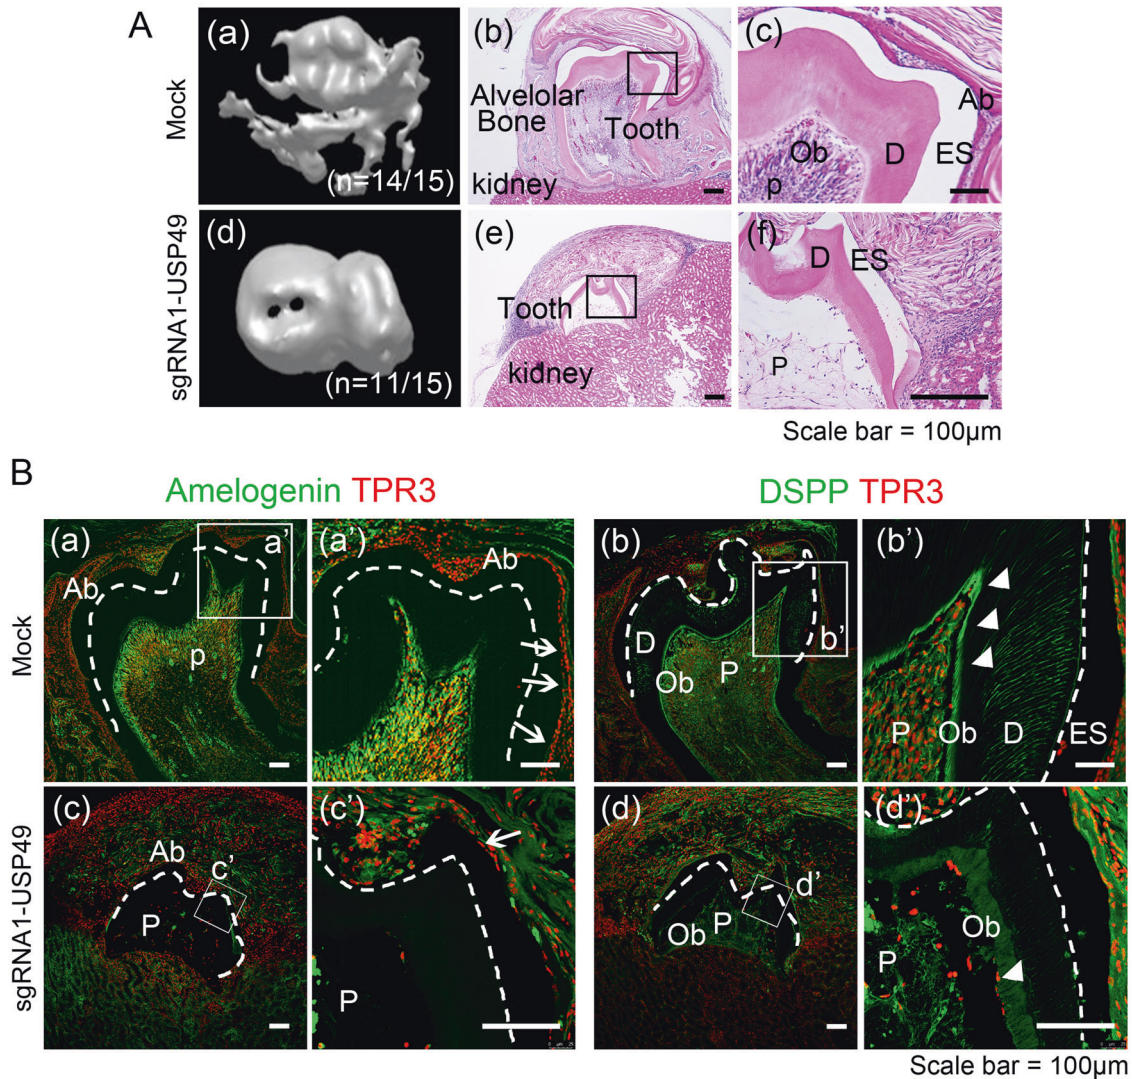 A
Mock
(a)
(n=14/15)
(b)
Alvelolar
Bone
Tooth
kidney
(c)
Ab
Ob
D
ES
p
sgRNA1-USP49
(d)
(n=11/15)
(e)
Tooth
kidney
(f)
D
ES
P
Scale bar = 100μm
B
Amelogenin TPR3
DSPP TPR3
Mock
(a)
a’
Ab
p
(a’)
Ab
(b)
b’
D
Ob
P
(b’)
P
Ob
D
ES
sgRNA1-USP49
(c)
Ab
c’
P
(c’)
P
(d)
d’
Ob
P
(d’)
Ob
P
Scale bar = 100μm